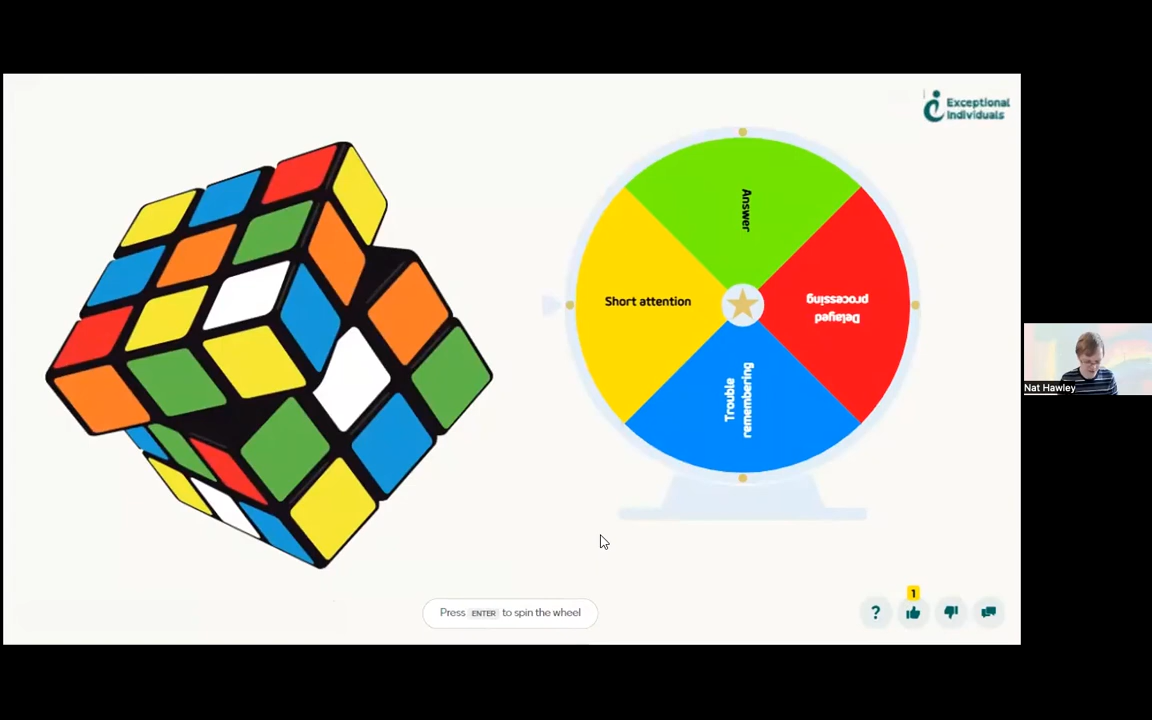 Exceptional
Individuals
Answer
Short attention
Delayed
processing
Trouble
remembering
Nat Hawley
Press ENTER to spin the wheel
?
1